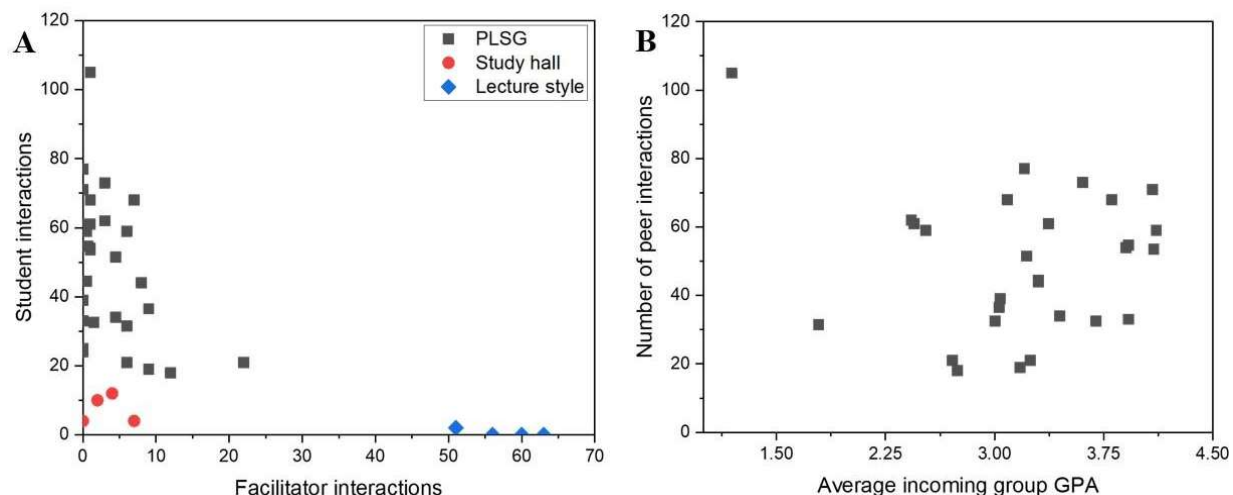 A
120
100
80
60
40
20
0
Student interactions
PLSG
Study hall
Lecture style
0 10 20 30 40 50 60 70
Facilitator interactions
B
120
100
80
60
40
20
0
Number of peer interactions
1.50 2.25 3.00 3.75 4.50
Average incoming group GPA